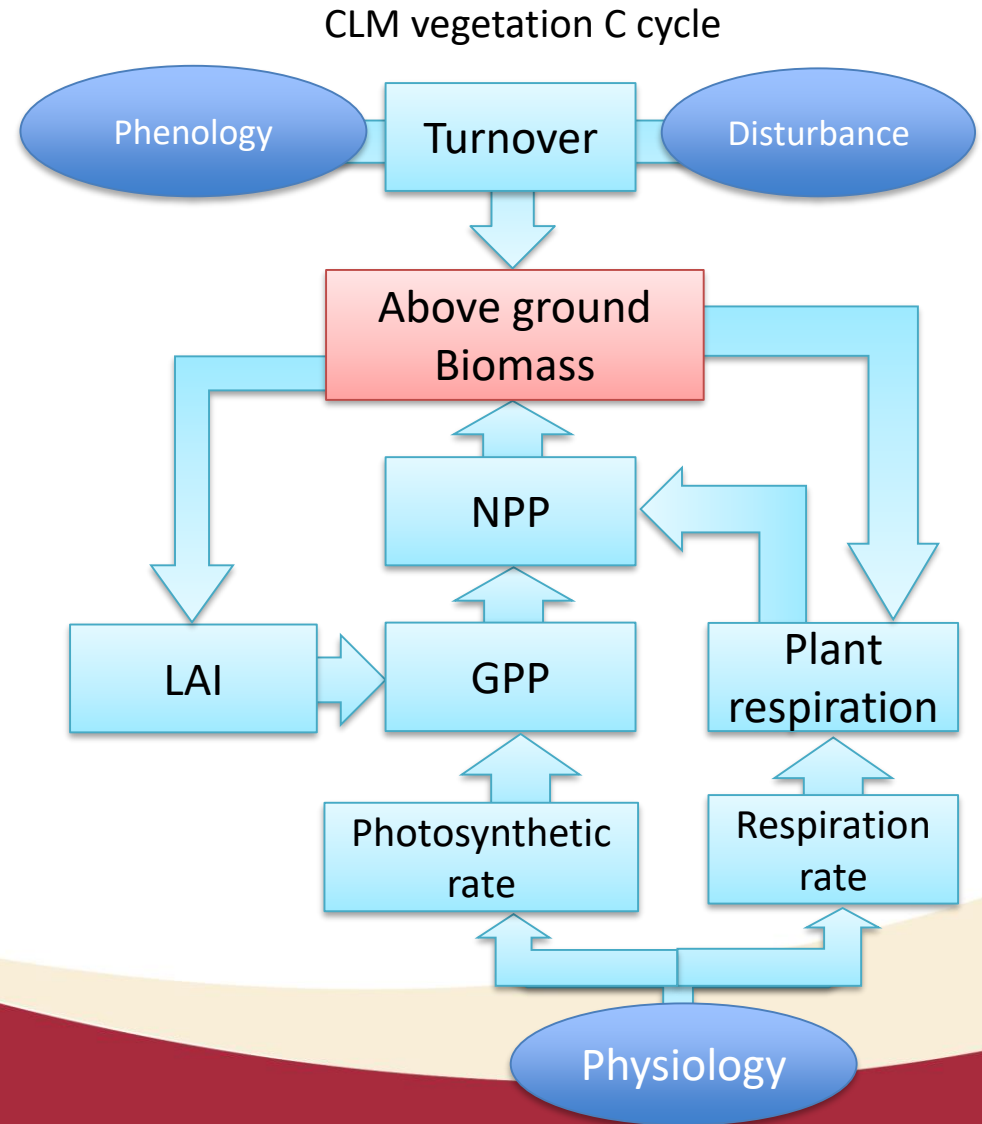 CLM vegetation C cycle
Phenology
Turnover
Disturbance
Above ground
Biomass
NPP
LAI
GPP
Plant
respiration
Photosynthetic
rate
Respiration
rate
Physiology